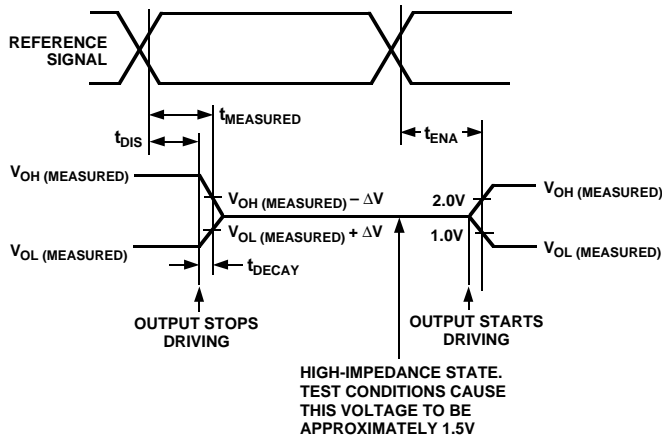 REFERENCE
SIGNAL
tMEASURED
tDIS
tENA
VOH (MEASURED)
VOH (MEASURED) – ΔV
2.0V
VOH (MEASURED)
VOL (MEASURED)
VOL (MEASURED) + ΔV
1.0V
VOL (MEASURED)
tDECAY
OUTPUT STOPS
DRIVING
OUTPUT STARTS
DRIVING
HIGH-IMPEDANCE STATE.
TEST CONDITIONS CAUSE
THIS VOLTAGE TO BE
APPROXIMATELY 1.5V